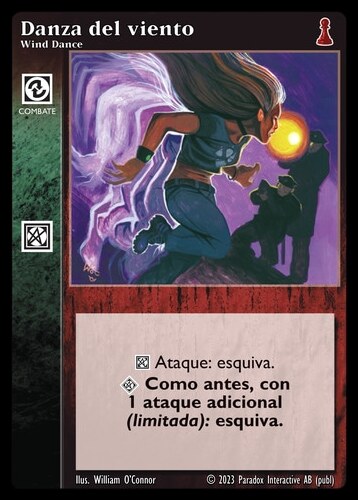 Danza del viento
Wind Dance
COMBATE
Ataque: esquiva.
Como antes, con
1 ataque adicional
(limitada): esquiva.
Illus. William O'Connor
© 2023 Paradox Interactive AB (publ)